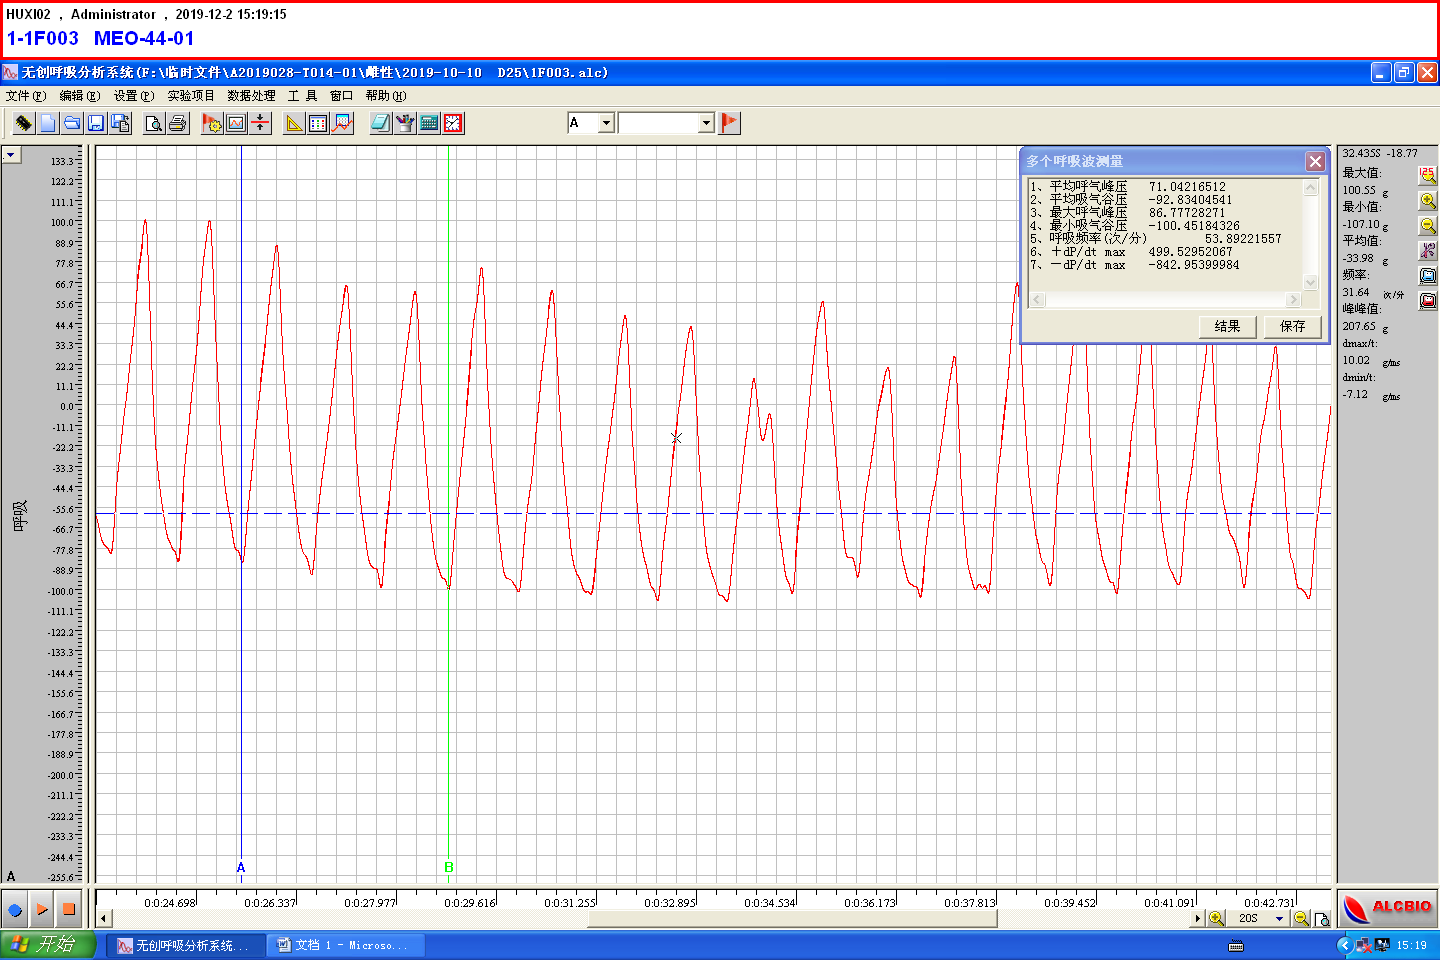 HUXI02 , Administrator , 2019-12-2 15:19:15
1-1F003 MEO-44-01
无创呼吸分析系统(F:\临时文件\A2019028-T014-01\雌性\2019-10-10 D25\1F003.alc)
文件(F) 编辑(E) 设置(P) 实验项目 数据处理 工 具 窗口 帮助(H)
A
133.3
122.2
111.1
100.0
88.9
77.8
66.7
55.6
44.4
33.3
22.2
11.1
0.0
-11.1
-22.2
-33.3
-44.4
-55.6
-66.7
-77.8
-88.9
-100.0
-111.1
-122.2
-133.3
-144.4
-155.6
-166.7
-177.8
-188.9
-200.0
-211.1
-222.2
-233.3
-244.4
-255.6
呼吸
A
A
B
多个呼吸波测量
1、平均呼气峰压 71.04216512
2、平均吸气谷压 -92.83404541
3、最大呼气峰压 86.77728271
4、最小吸气谷压 -100.45184326
5、呼吸频率(次/分) 53.89221557
6、＋dP/dt max 499.52952067
7、－dP/dt max -842.95399984
结果 保存
32.435S -18.77
最大值:
100.55 g
最小值:
-107.10 g
平均值:
-33.98 g
频率:
31.64 次/分
峰峰值:
207.65 g
dmax/t:
10.02 g/ms
dmin/t:
-7.12 g/ms
125
0:0:24.698 0:0:26.337 0:0:27.977 0:0:29.616 0:0:31.255 0:0:32.895 0:0:34.534 0:0:36.173 0:0:37.813 0:0:39.452 0:0:41.091 0:0:42.731
20S
ALCBIO
开始 无创呼吸分析系统... 文档 1 - Microso... 15:19